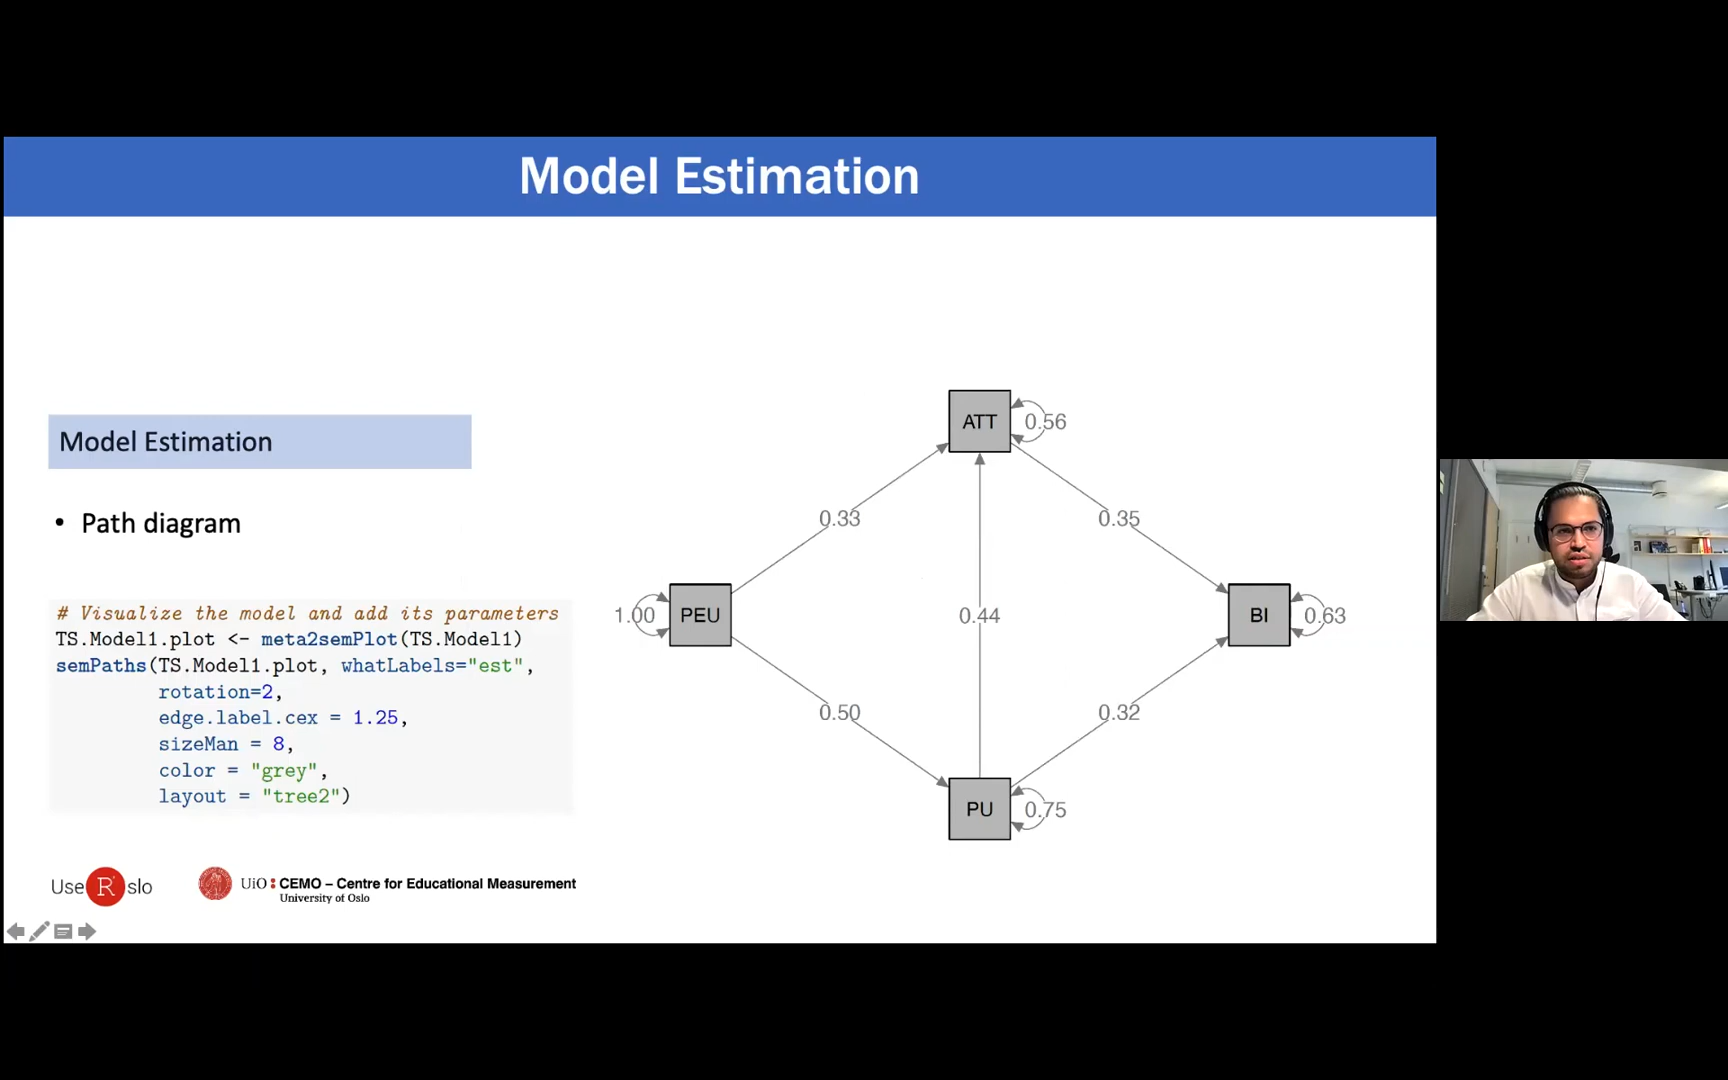 Model Estimation
Model Estimation
• Path diagram
# Visualize the model and add its parameters
TS.Model1.plot <- meta2semPlot(TS.Model1)
semPaths(TS.Model1.plot, whatLabels="est",
rotation=2,
edge.label.cex = 1.25,
sizeMan = 8,
color = "grey",
layout = "tree2")
ATT
0.56
0.33
0.35
1.00
PEU
0.44
BI
0.63
0.50
0.32
PU
0.75
Use R slo
UiO: CEMO – Centre for Educational Measurement
University of Oslo